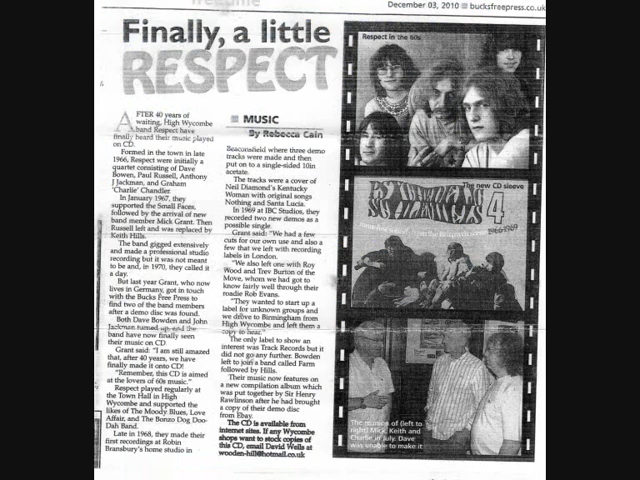 December 03, 2010 ■ bucksfreepress.co.uk
Finally, a little
RESPECT
AFTER 40 years of
waiting, High Wycombe
band Respect have
finally heard their music played
on CD.
Formed in the town in late
1966, Respect were initially a
quartet consisting of Dave
Bowen, Paul Russell, Anthony
J Jackman, and Graham
'Charlie' Chandler.
In January 1967, they
supported the Small Faces,
followed by the arrival of new
band member Mick Grant. Then
Russell left and was replaced by
Keith Hills.
The band gigged extensively
and made a professional studio
recording but it was not meant
to be and, in 1970, they called it
a day.
But last year Grant, who now
lives in Germany, got in touch
with the Bucks Free Press to
find two of the band members
after a demo disc was found.
Both Dave Bowden and John
Jackman turned up and the
band have now finally seen
their music on CD.
Grant said: "I am still amazed
that, after 40 years, we have
finally made it onto CD!
"Remember, this CD is aimed
at the lovers of 60s music."
Respect played regularly at
the Town Hall in High
Wycombe and supported the
likes of The Moody Blues, Love
Affair, and The Bonzo Dog Doo-
Dah Band.
Late in 1968, they made their
first recordings at Robin
Bransbury's home studio in
■ MUSIC
By Rebecca Cain
Beaconsfield where three demo
tracks were made and then
put on to a single-sided 10in
acetate.
The tracks were a cover of
Neil Diamond's Kentucky
Woman with original songs
Nothing and Santa Lucia.
In 1969 at IBC Studios, they
recorded two new demos as a
possible single.
Grant said: "We had a few
cuts for our own use and also a
few that we left with recording
labels in London.
"We also left one with Roy
Wood and Trev Burton of the
Move, whom we had got to
know fairly well through their
roadie Rob Evans.
"They wanted to start up a
label for unknown groups and
we drove to Birmingham from
High Wycombe and left them a
copy to hear."
The only label to show an
interest was Track Records but it
did not go any further. Bowden
left to join a band called Farm
followed by Hills.
Their music now features on
a new compilation album which
was put together by Sir Henry
Rawlinson after he had brought
a copy of their demo disc
from Ebay.
The CD is available from
internet sites. If any Wycombe
shops want to stock copies of
this CD, email David Wells at
wooden-hill@hotmail.co.uk
Respect in the 60s
The new CD sleeve
4
1966-1969
The reunion of (left to
right) Mick, Keith and
Charlie in July. Dave
was unable to make it